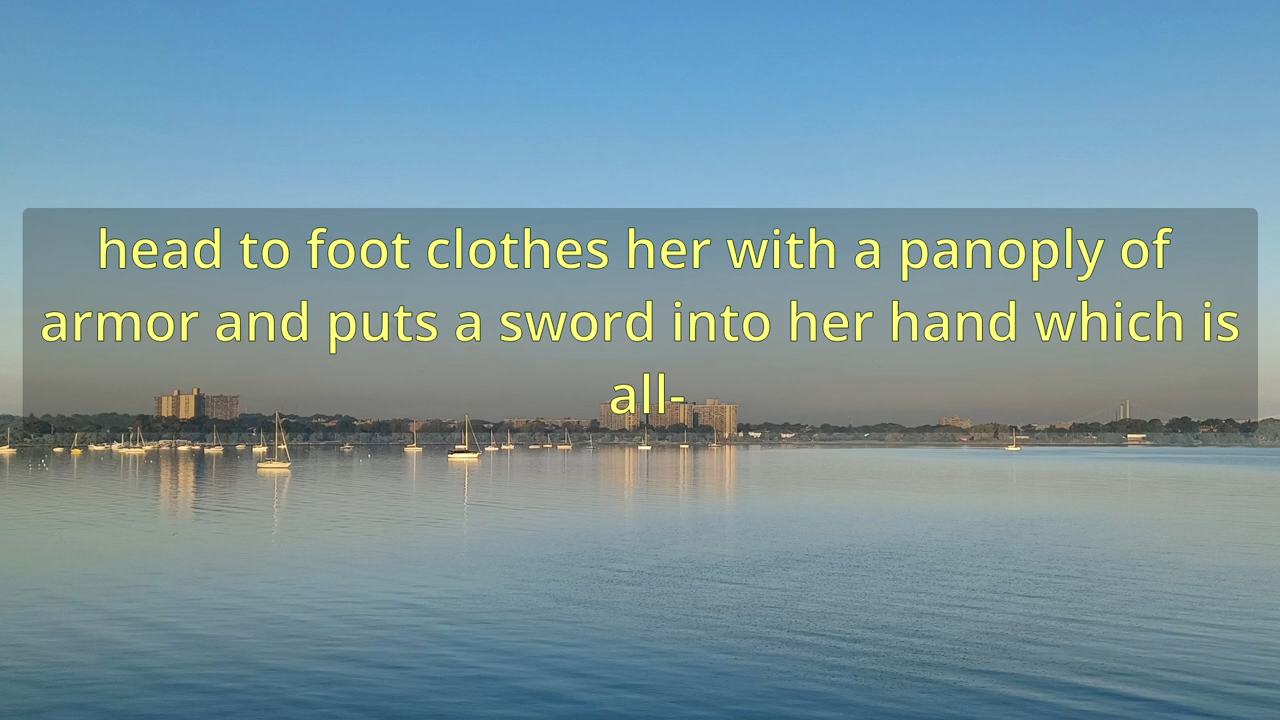 head to foot clothes her with a panoply of
armor and puts a sword into her hand which is
all-